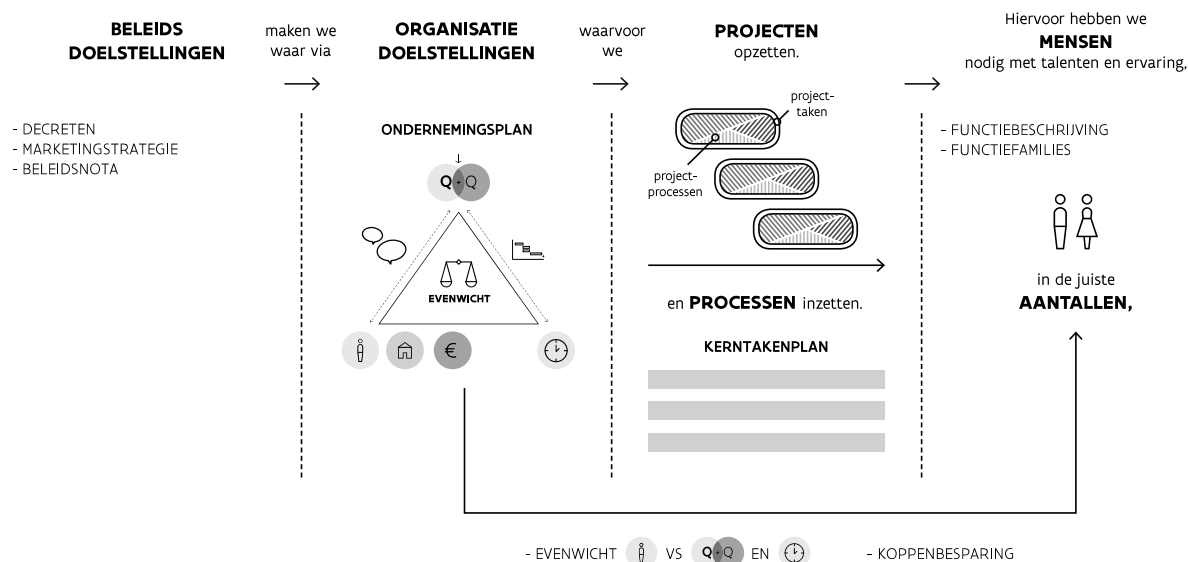 BELEIDS
DOELSTELLINGEN
maken we
waar via
ORGANISATIE
DOELSTELLINGEN
waarvoor
we
PROJECTEN
opzetten.
Hiervoor hebben we
MENSEN
nodig met talenten en ervaring,
- DECRETEN
- MARKETINGSTRATEGIE
- BELEIDSNOTA
ONDERNEMINGSPLAN
Q + Q
EVENWICHT
€
project-
taken
project-
processen
en PROCESSEN inzetten.
KERNTAKENPLAN
- FUNCTIEBESCHRIJVING
- FUNCTIEFAMILIES
in de juiste
AANTALLEN,
- EVENWICHT VS Q + Q EN
- KOPPENBESPARING